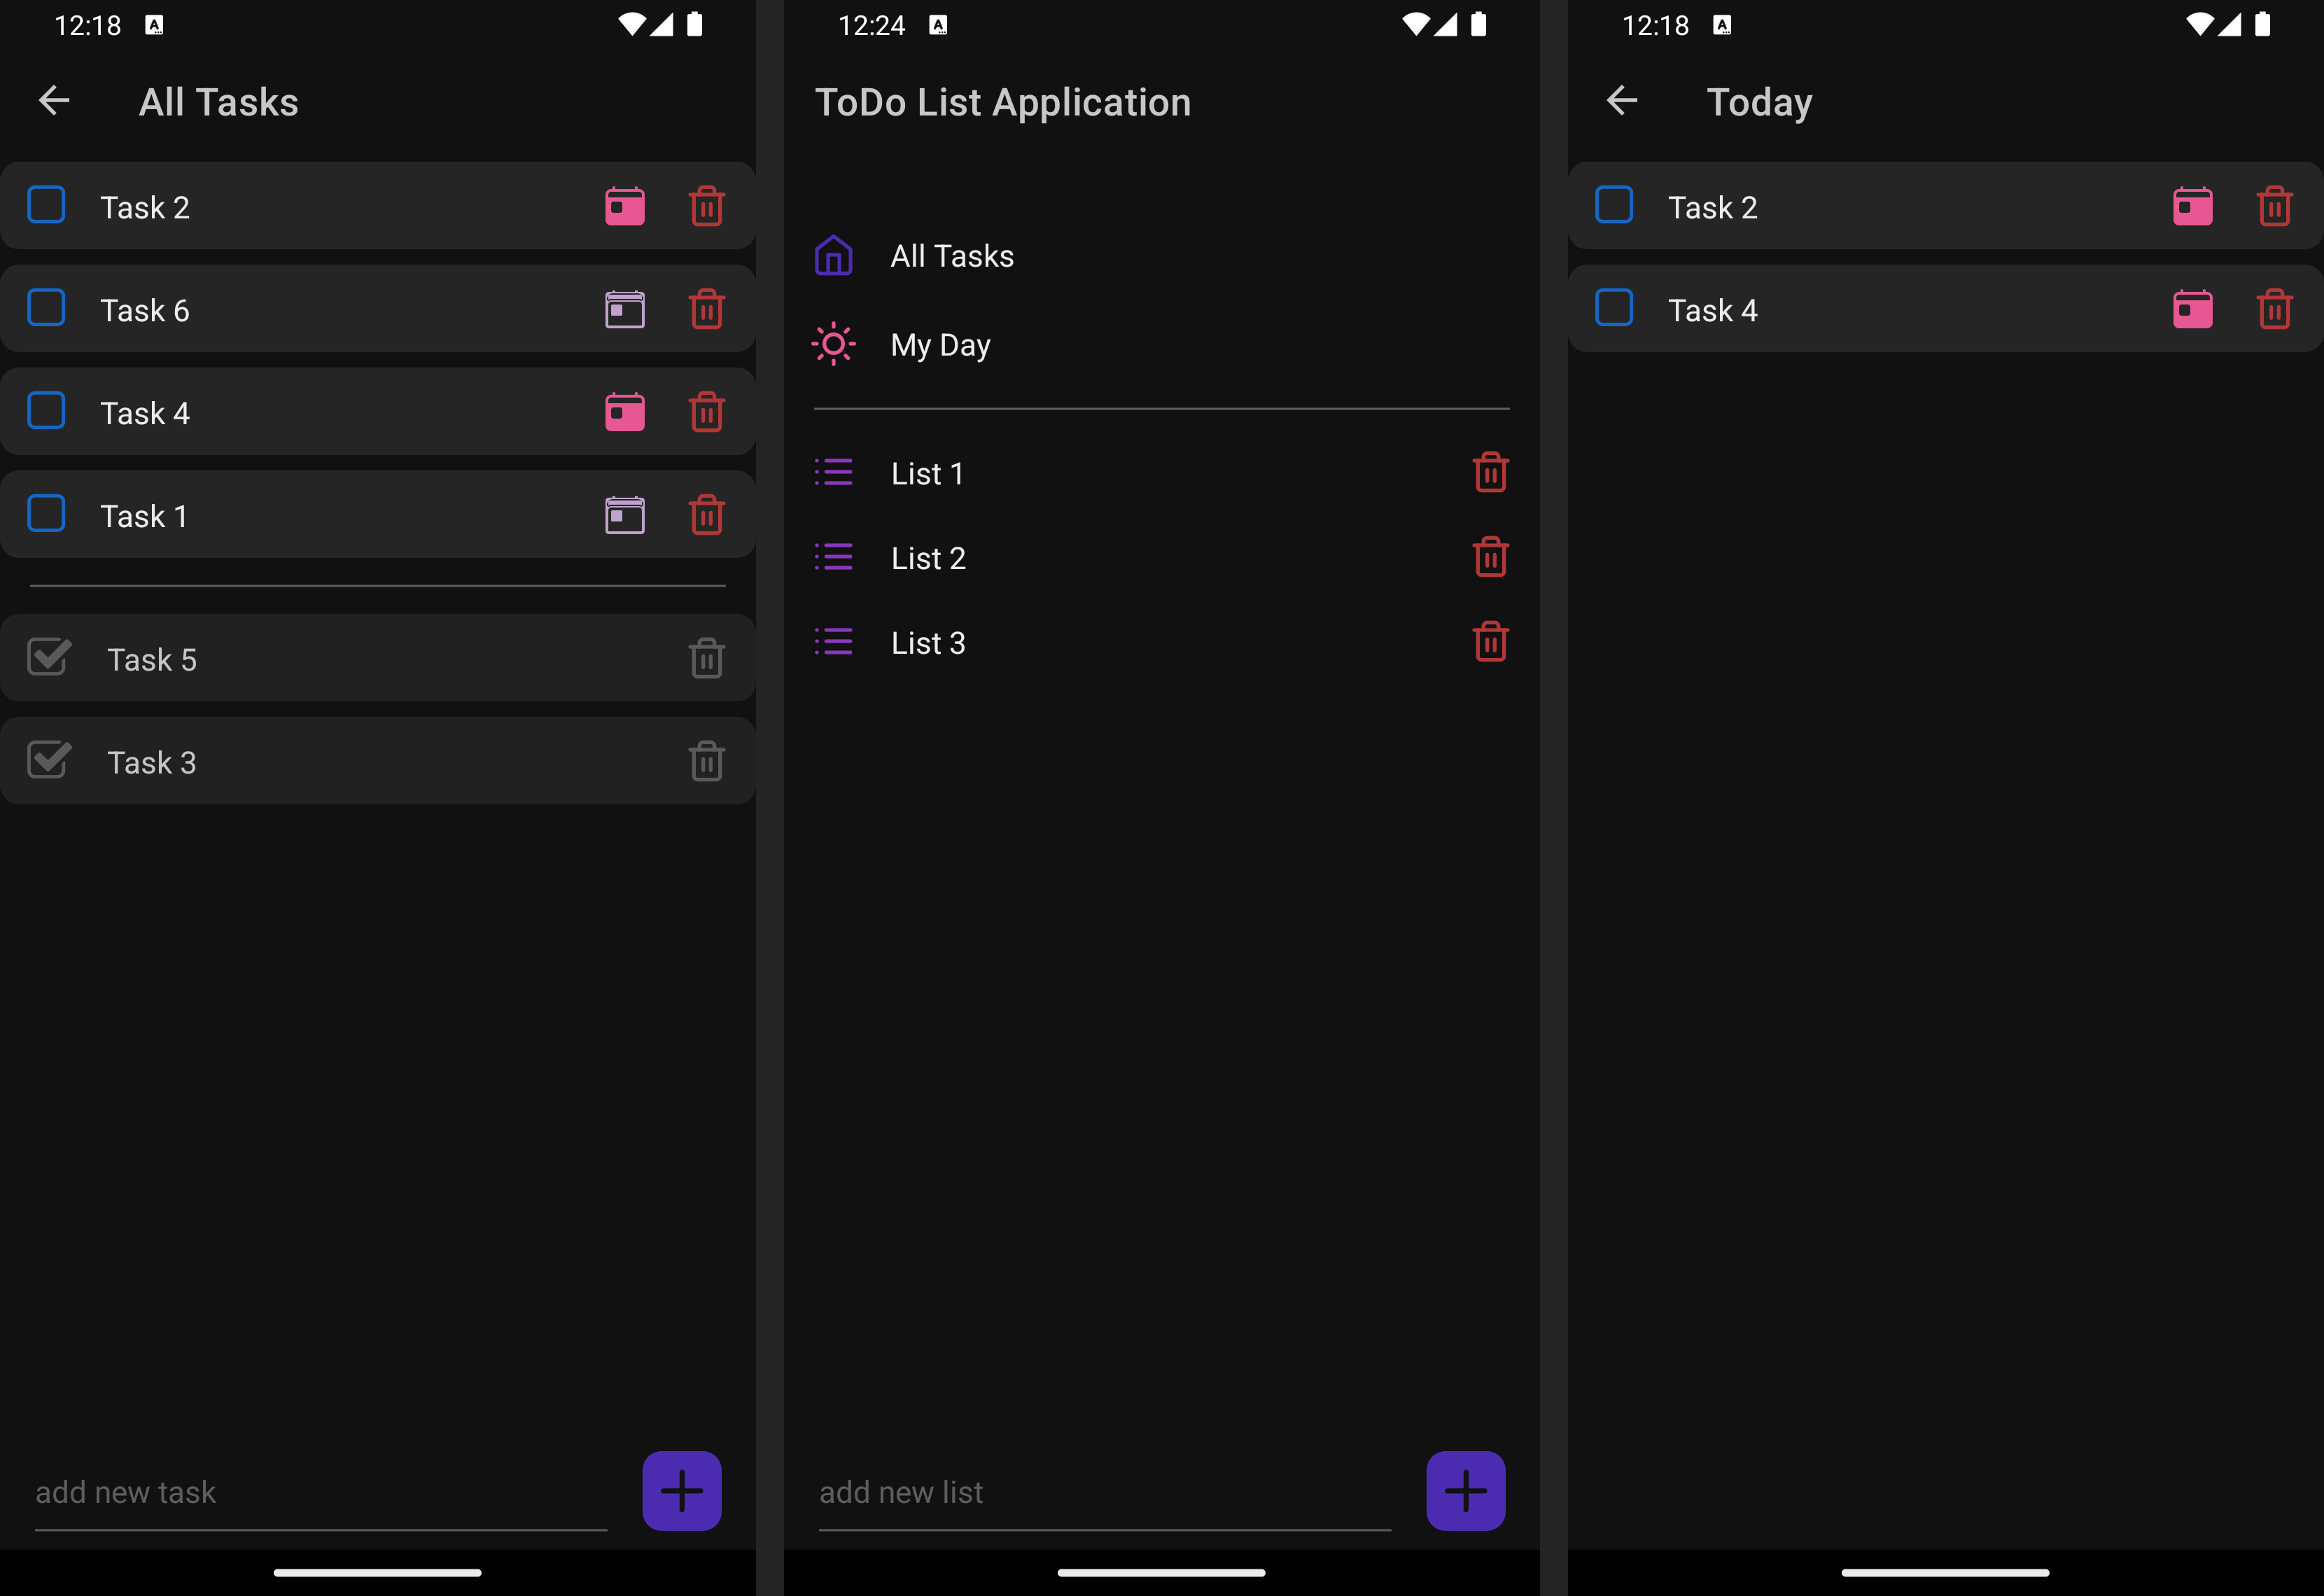 12:18
All Tasks
Task 2
Task 6
Task 4
Task 1
Task 5
Task 3
add new task
12:24
ToDo List Application
All Tasks
My Day
List 1
List 2
List 3
add new list
12:18
Today
Task 2
Task 4